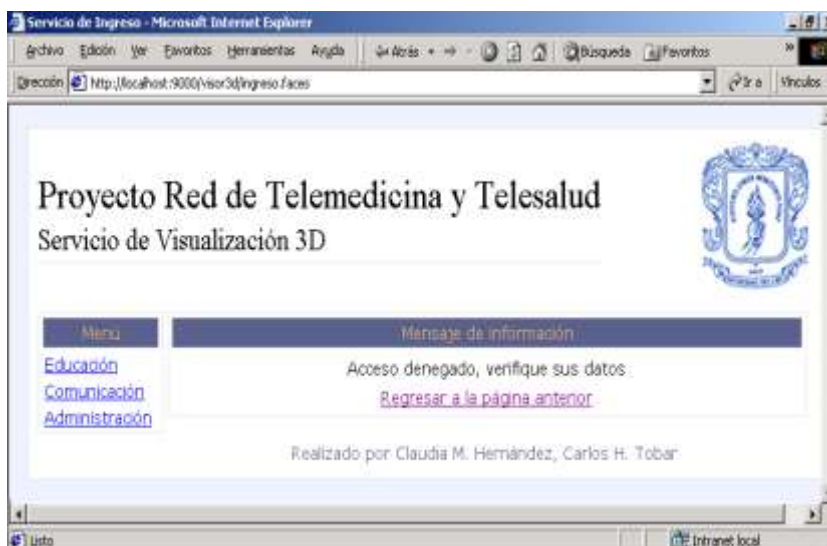 Servicio de Ingreso - Microsoft Internet Explorer
Archivo Edición Ver Favoritos Herramientas Ayuda Atrás Búsqueda Favoritos »
Dirección http://localhost:9000/visor3d/ingreso.faces Ir a Vínculos
Proyecto Red de Telemedicina y Telesalud
Servicio de Visualización 3D
Menú
Educación
Comunicación
Administración
Mensaje de información
Acceso denegado, verifique sus datos
Regresar a la página anterior
Realizado por Claudia M. Hernández, Carlos H. Tobar
Listo Intranet local